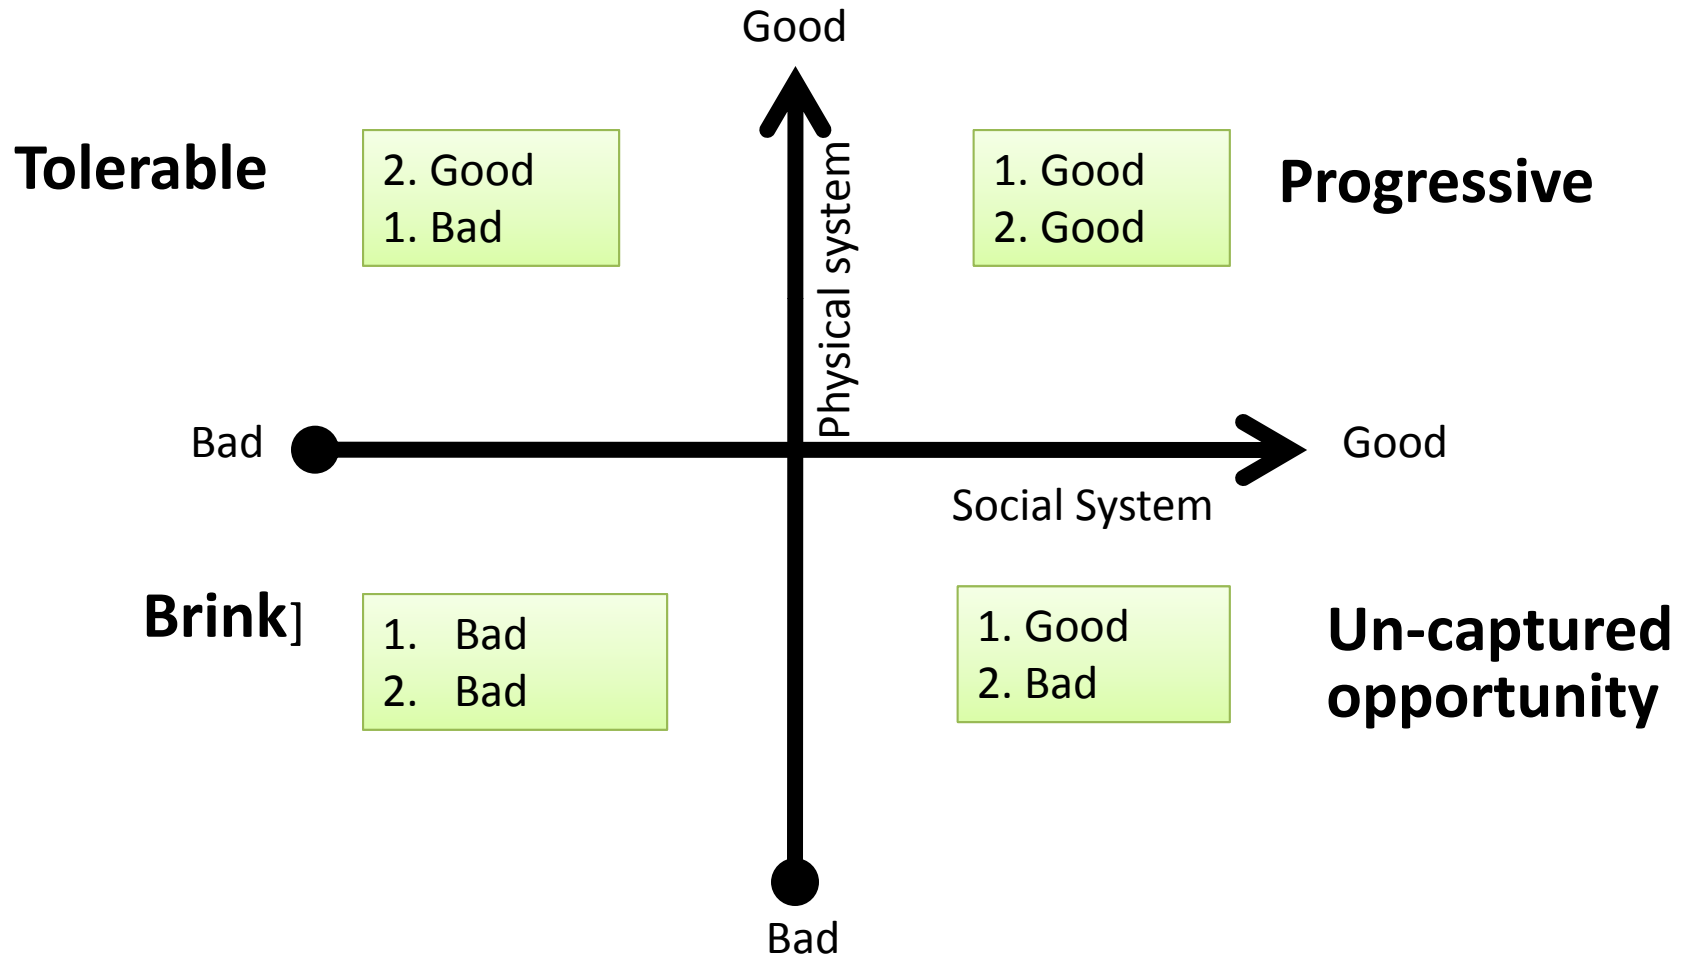 Good
Tolerable
2. Good
1. Bad
1. Good
2. Good
Progressive
Physical system
Bad
Good
Social System
Brink]
1. Bad
2. Bad
1. Good
2. Bad
Un-captured
opportunity
Bad